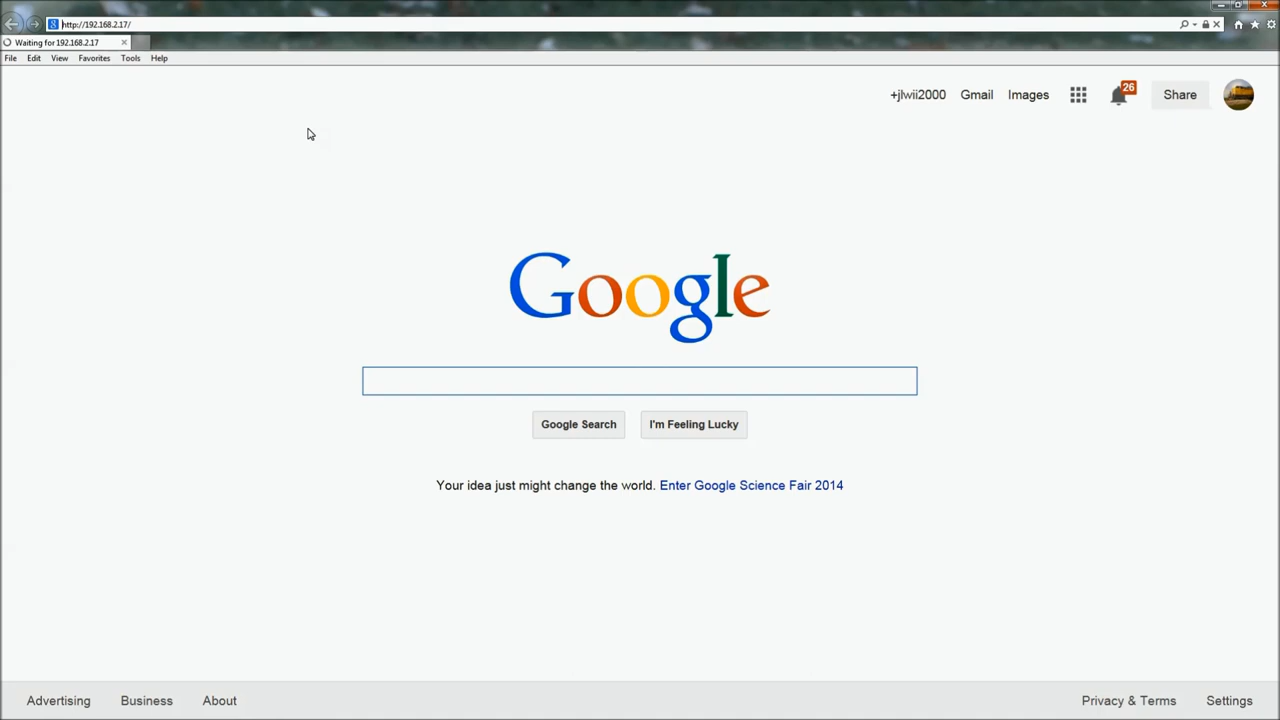 http://192.168.2.17/
Waiting for 192.168.2.17
File Edit View Favorites Tools Help
+jlwii2000 Gmail Images 26 Share
Google
Google Search I'm Feeling Lucky
Your idea just might change the world. Enter Google Science Fair 2014
Advertising Business About Privacy & Terms Settings